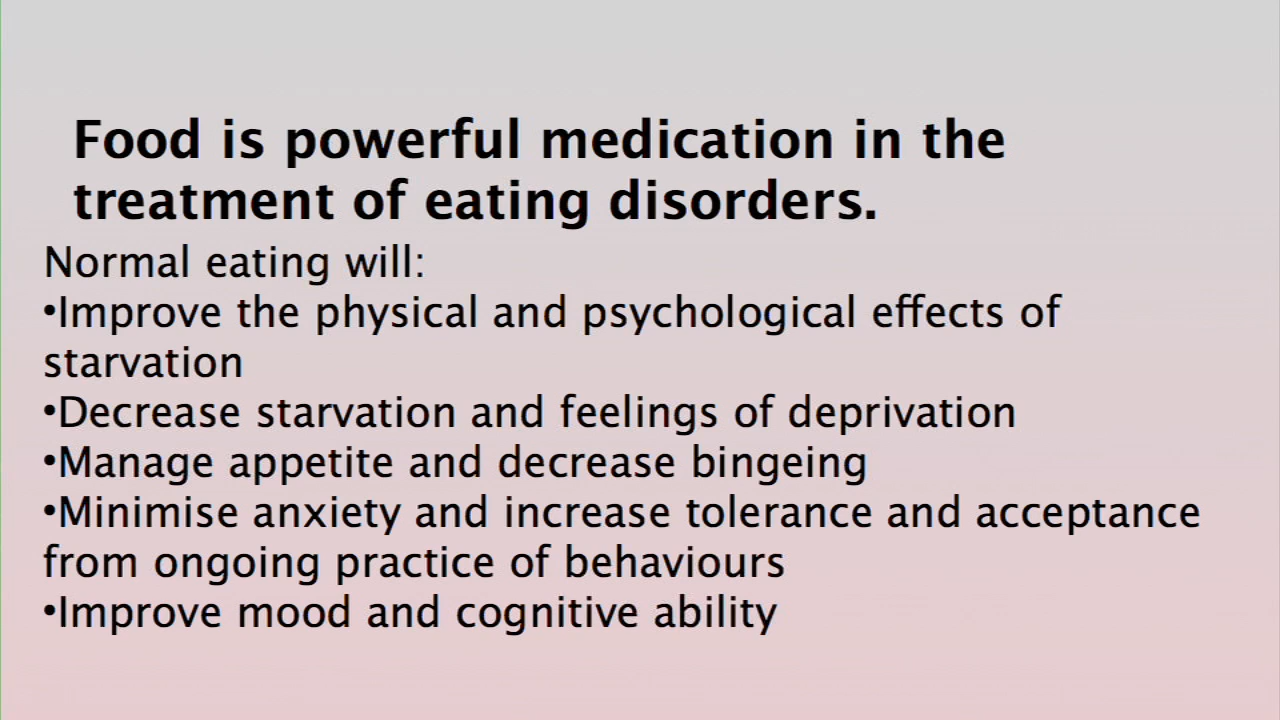 Food is powerful medication in the
treatment of eating disorders.
Normal eating will:
•Improve the physical and psychological effects of
starvation
•Decrease starvation and feelings of deprivation
•Manage appetite and decrease bingeing
•Minimise anxiety and increase tolerance and acceptance
from ongoing practice of behaviours
•Improve mood and cognitive ability